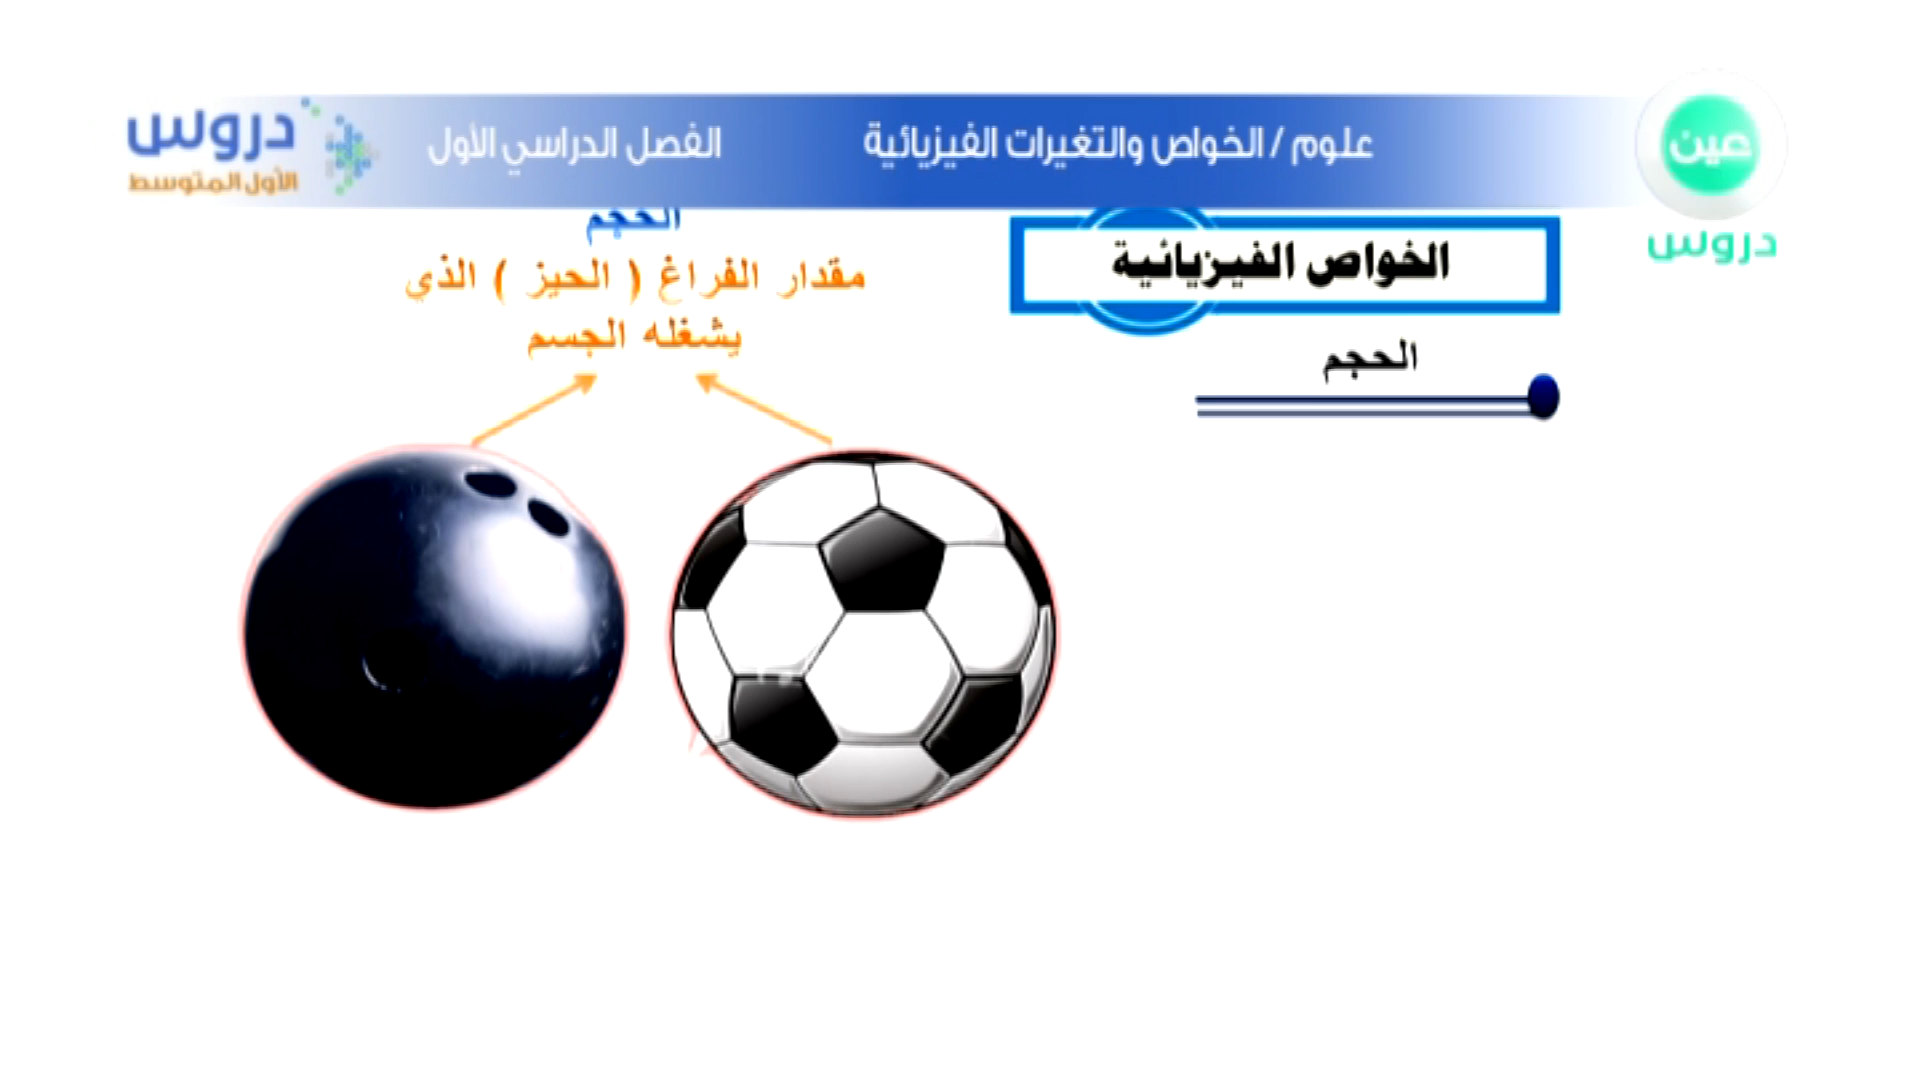 عين
دروس
علوم / الخواص والتغيرات الفيزيائية
الفصل الدراسي الأول
دروس
الأول المتوسط
الخواص الفيزيائية
الحجم
الحجم
مقدار الفراغ ( الحيز ) الذي
يشغله الجسم